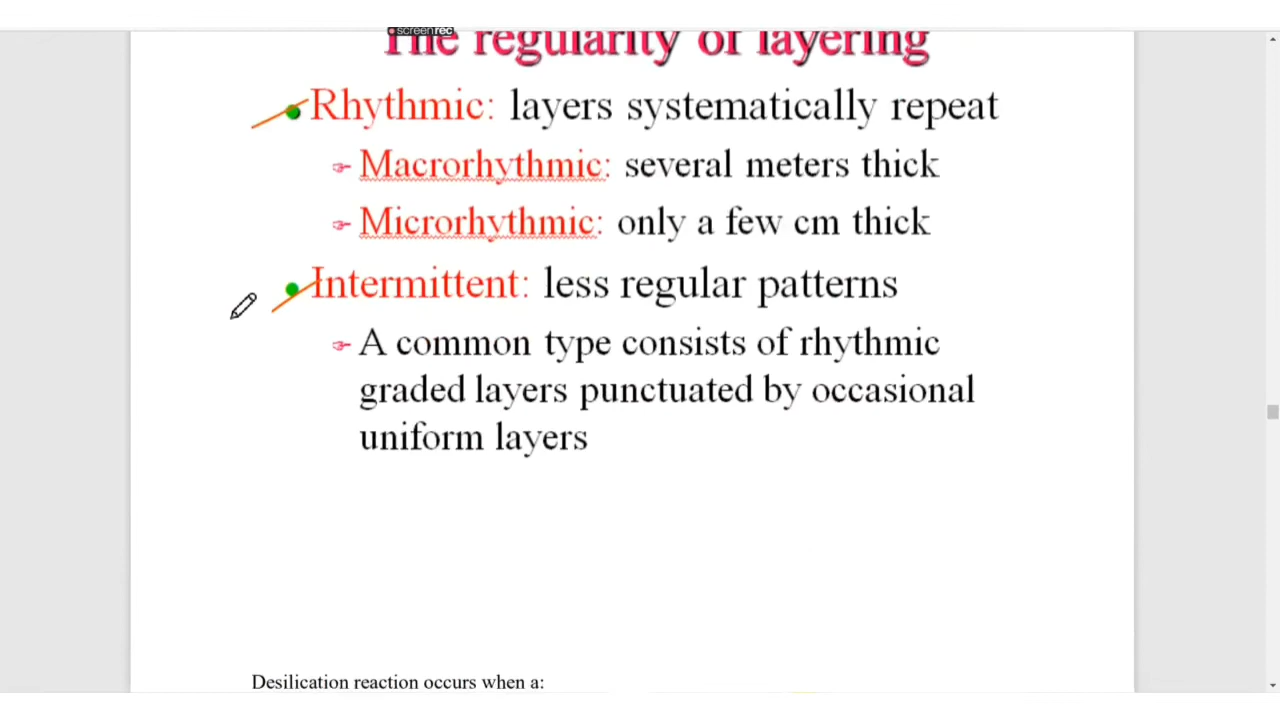 screenrec
The regularity of layering
Rhythmic: layers systematically repeat
Macrorhythmic: several meters thick
Microrhythmic: only a few cm thick
Intermittent: less regular patterns
A common type consists of rhythmic
graded layers punctuated by occasional
uniform layers
Desilication reaction occurs when a: